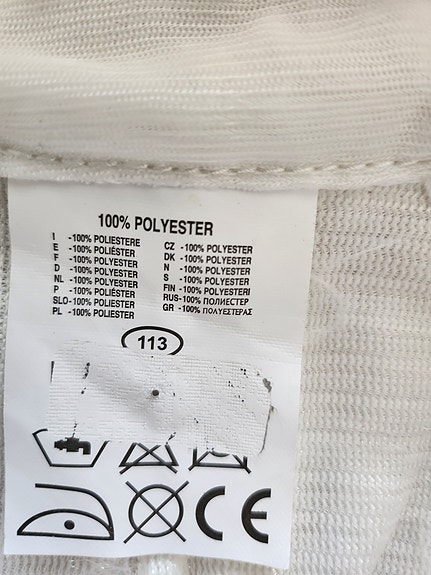 100% POLYESTER
I -100% POLIESTERE
E -100% POLIÉSTER
F -100% POLYESTER
D -100% POLYESTER
NL -100% POLYESTER
P -100% POLIÉSTER
SLO-100% POLIESTER
PL -100% POLIESTER
CZ -100% POLYESTER
DK -100% POLYESTER
N -100% POLYESTER
S -100% POLYESTER
FIN -100% POLYESTERI
RUS-100% ПОЛИЕСТЕР
GR -100% ΠΟΛΥΕΣΤΕΡΑΣ
113
CE